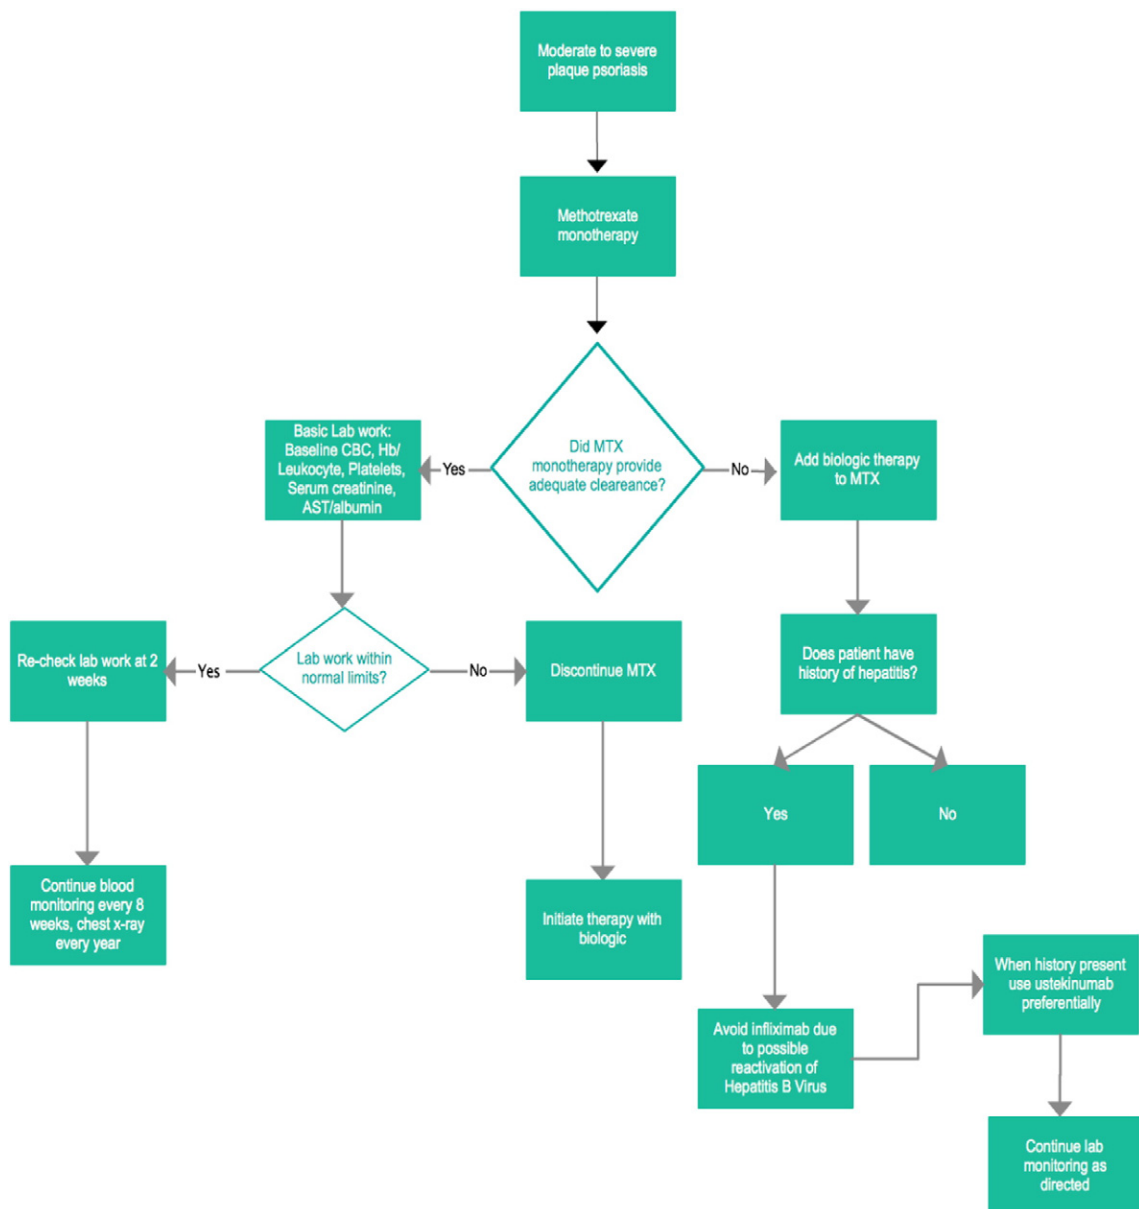 Moderate to severe
plaque psoriasis
Methotrexate
monotherapy
Did MTX
monotherapy provide
adequate cleareance?
Yes
No
Basic Lab work:
Baseline CBC, Hb/
Leukocyte, Platelets,
Serum creatinine,
AST/albumin
Add biologic therapy
to MTX
Lab work within
normal limits?
Yes
No
Re-check lab work at 2
weeks
Discontinue MTX
Does patient have
history of hepatitis?
Yes
No
Continue blood
monitoring every 8
weeks, chest x-ray
every year
Initiate therapy with
biologic
Avoid infliximab due
to possible
reactivation of
Hepatitis B Virus
When history present
use ustekinumab
preferentially
Continue lab
monitoring as
directed